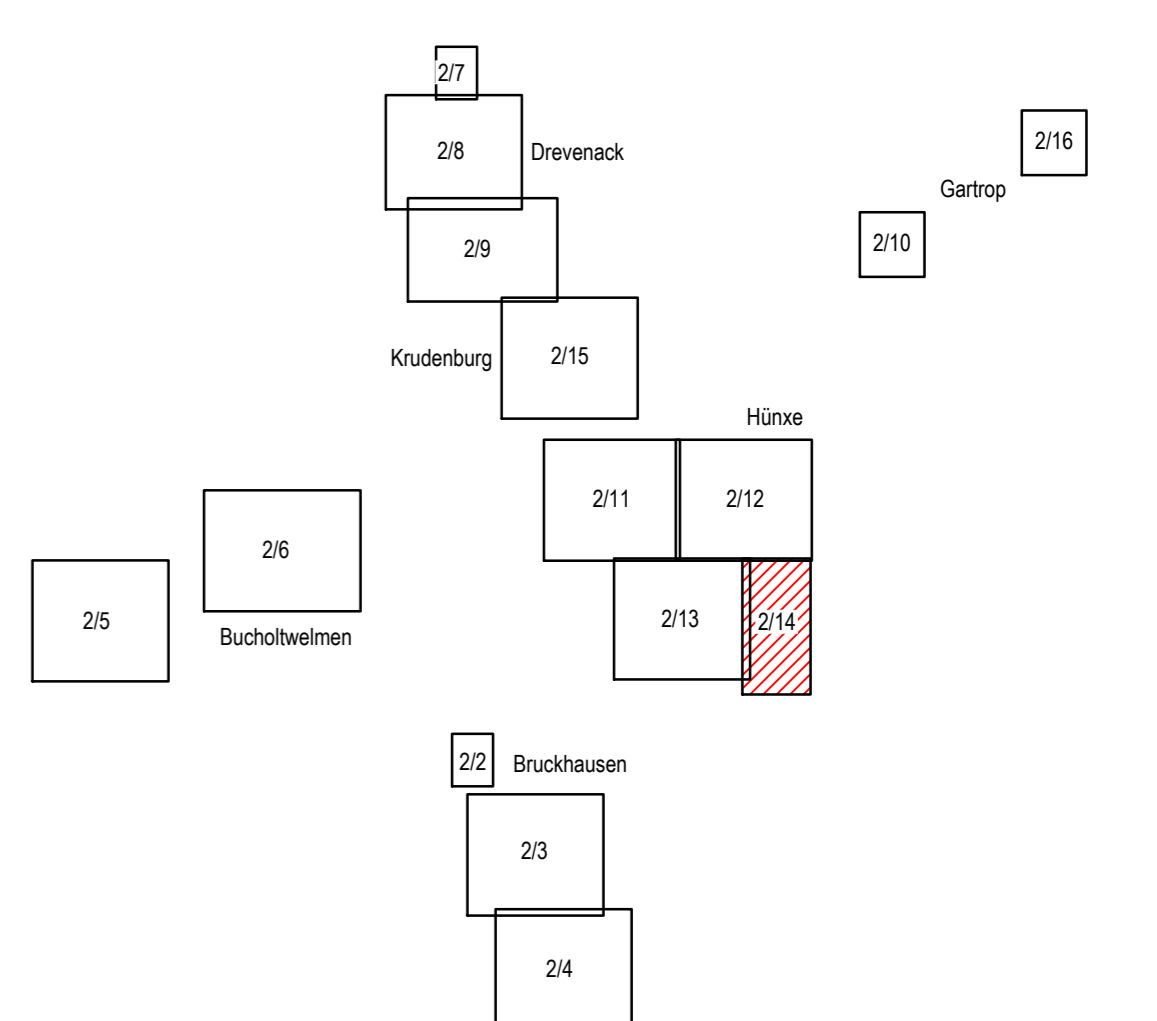 2/7
2/8
Drevenack
2/16
Gartrop
2/9
2/10
Krudenburg
2/15
Hünxe
2/11
2/12
2/6
2/5
Bucholtwelmen
2/13
2/14
2/2
Bruckhausen
2/3
2/4